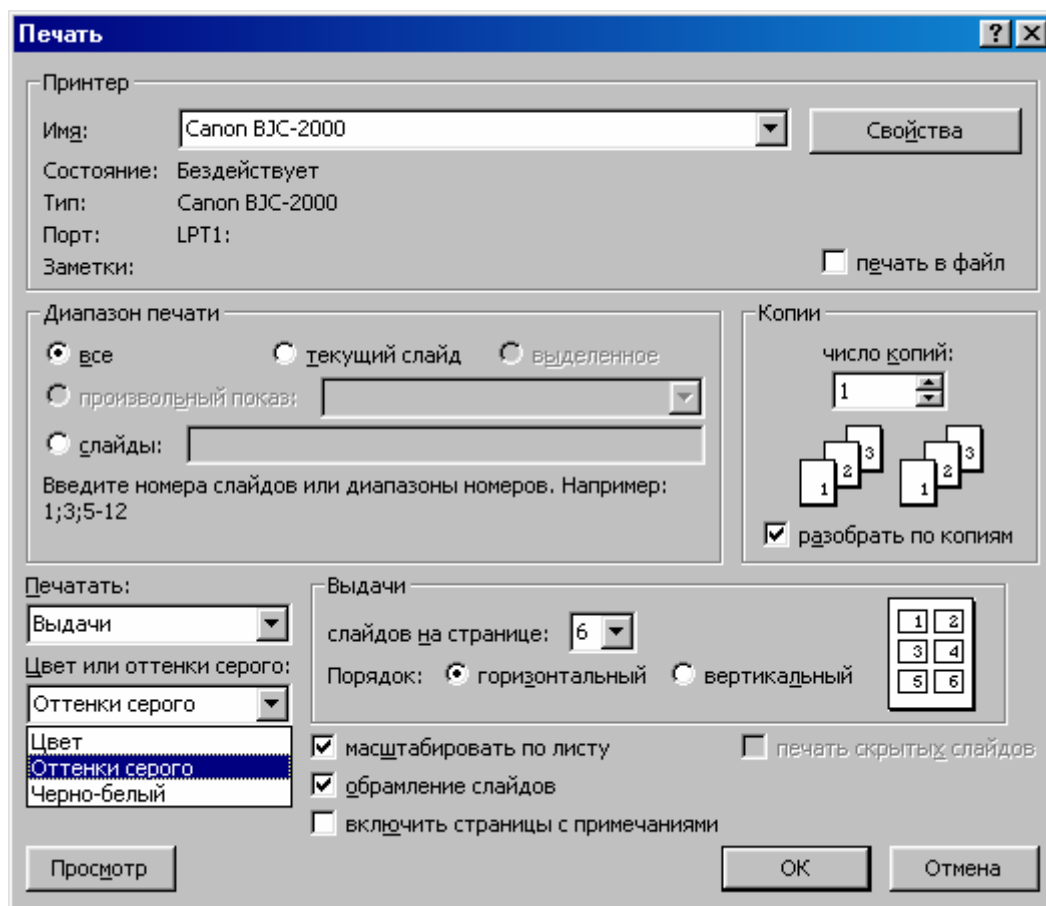 Печать
Принтер
Имя: Canon BJC-2000 Свойства
Состояние: Бездействует
Тип: Canon BJC-2000
Порт: LPT1:
Заметки: печать в файл
Диапазон печати
все текущий слайд выделенное
произвольный показ:
слайды:
Введите номера слайдов или диапазоны номеров. Например:
1;3;5-12
Копии
число копий:
1
1 2 3 1 2 3
разобрать по копиям
Печатать:
Выдачи
Цвет или оттенки серого:
Оттенки серого
Цвет
Оттенки серого
Черно-белый
Выдачи
слайдов на странице: 6
Порядок: горизонтальный вертикальный
1 2
3 4
5 6
масштабировать по листу печать скрытых слайдов
обрамление слайдов
включить страницы с примечаниями
Просмотр ОК Отмена